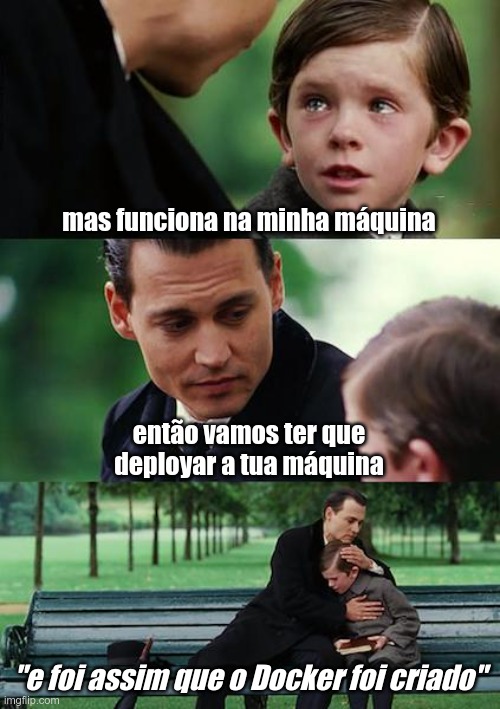 mas funciona na minha máquina
então vamos ter que
deployar a tua máquina
"e foi assim que o Docker foi criado"
imgflip.com